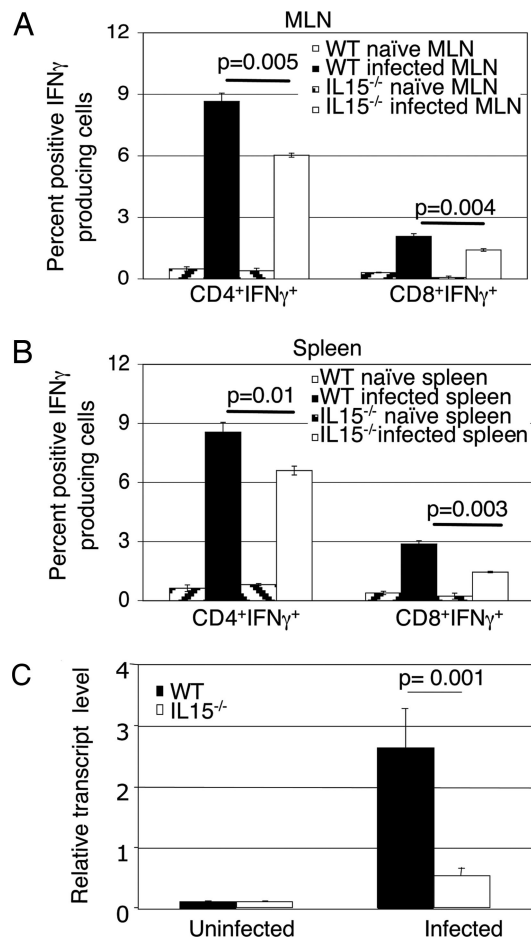 A
MLN
WT naïve MLN
WT infected MLN
IL15-/- naïve MLN
IL15-/- infected MLN
p=0.005
p=0.004
Percent positive IFNγ
producing cells
12
9
6
3
0
CD4+IFNγ+
CD8+IFNγ+
B
Spleen
WT naïve spleen
WT infected spleen
IL15-/- naïve spleen
IL15-/-infected spleen
p=0.01
p=0.003
Percent positive IFNγ
producing cells
12
9
6
3
0
CD4+IFNγ+
CD8+IFNγ+
C
WT
IL15-/-
p= 0.001
Relative transcript level
4
3
2
1
0
Uninfected
Infected